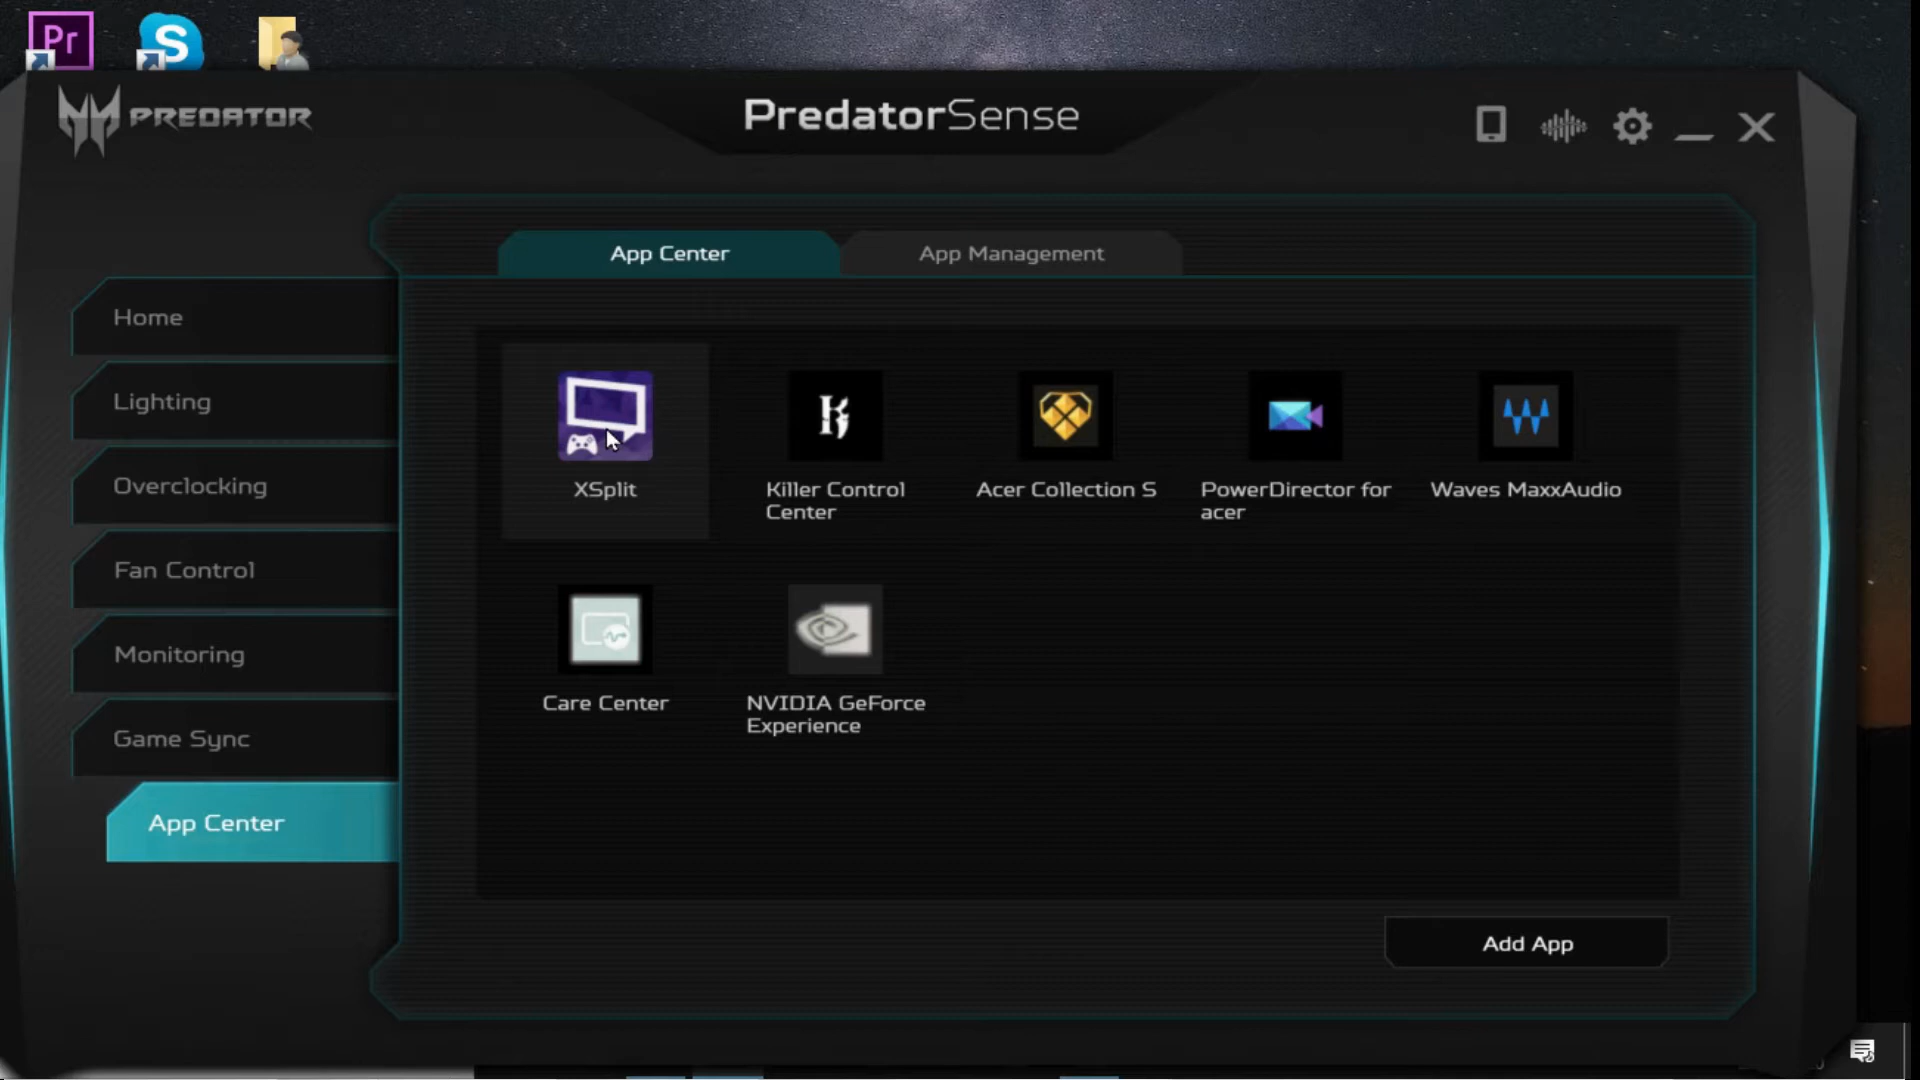 Pr
S
PREDATOR
PredatorSense
App Center
App Management
Home
Lighting
Overclocking
Fan Control
Monitoring
Game Sync
App Center
XSplit
Killer Control
Center
Acer Collection S
PowerDirector for
acer
Waves MaxxAudio
Care Center
NVIDIA GeForce
Experience
Add App